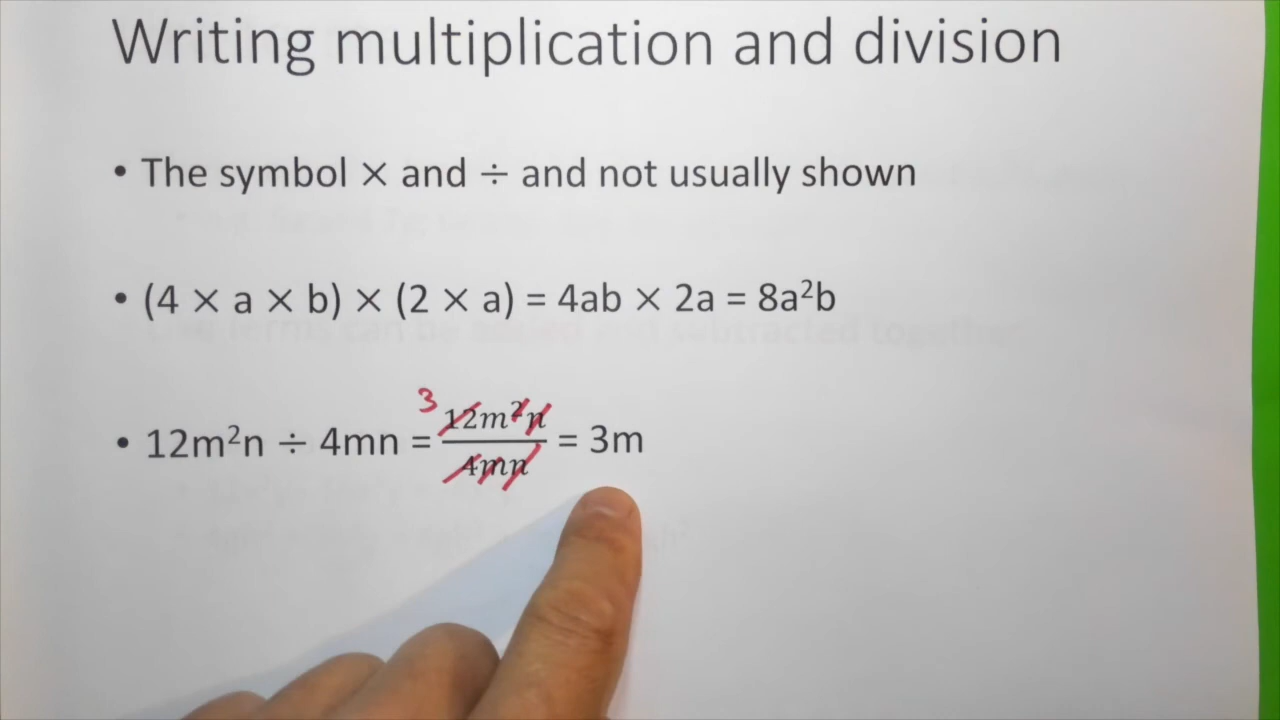 Writing multiplication and division
• The symbol × and ÷ and not usually shown
• (4 × a × b) × (2 × a) = 4ab × 2a = 8a²b
3
• 12m²n ÷ 4mn = 12m²n / 4mn = 3m